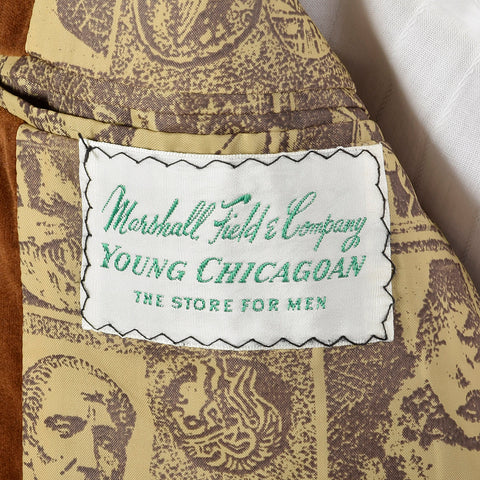 Marshall Field & Company
YOUNG CHICAGOAN
THE STORE FOR MEN